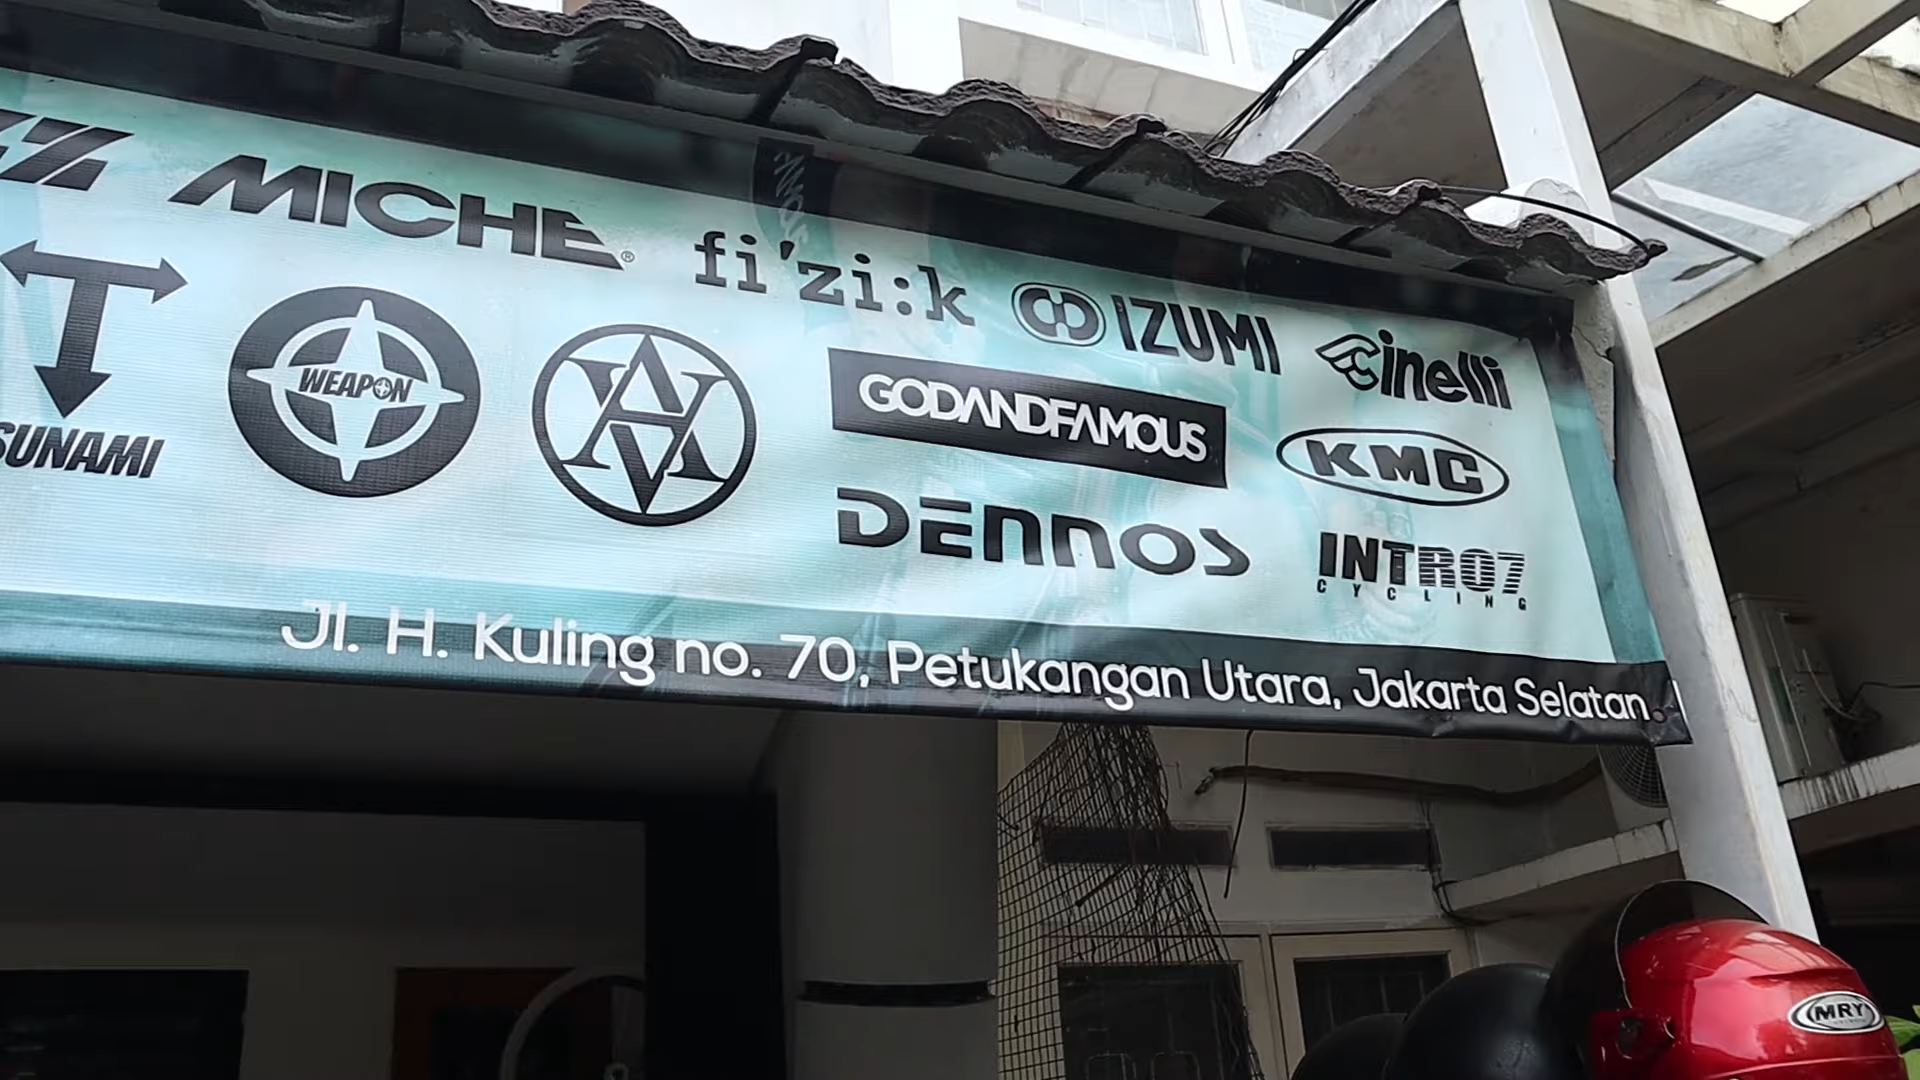 MICHE®
fi'zi:k
IZUMI
cinelli
WEAPON
GODANDFAMOUS
KMC
SUNAMI
DENNOS
INTRO7
CYCLING
Jl. H. Kuling no. 70, Petukangan Utara, Jakarta Selatan.
MRY